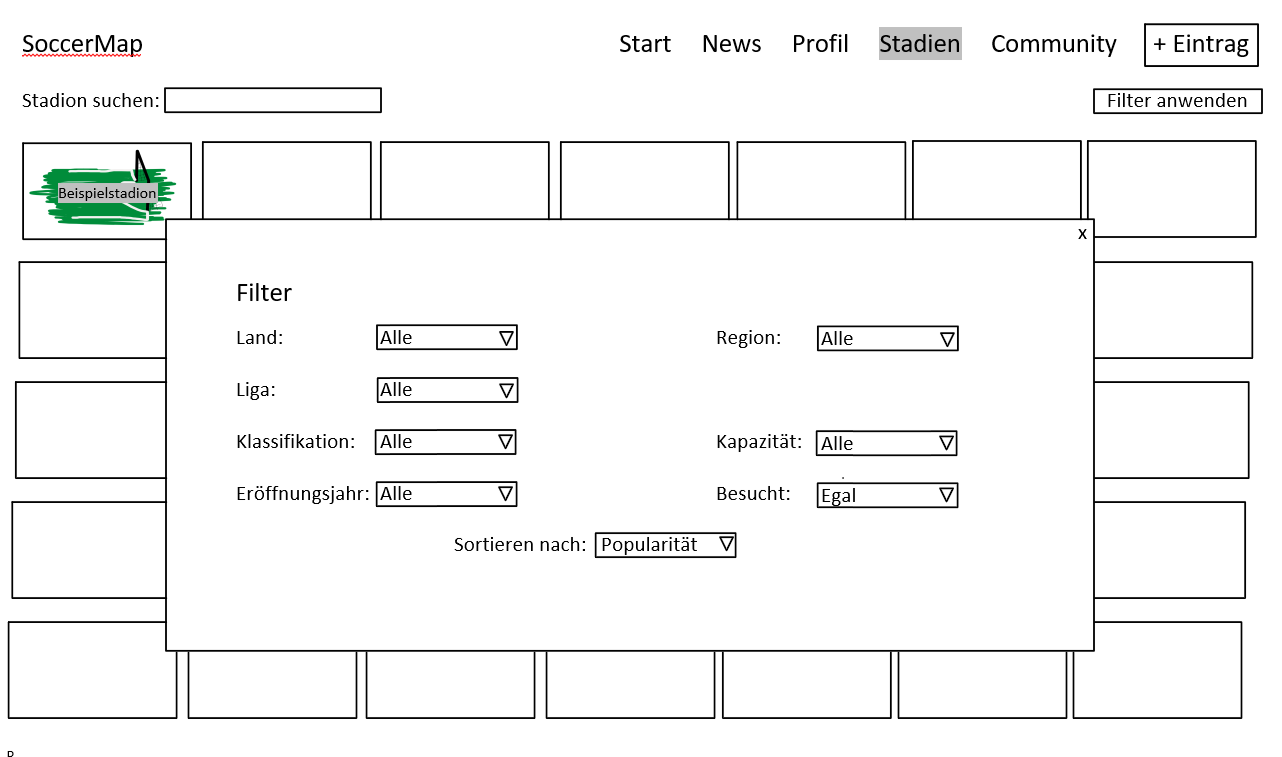 SoccerMap Start News Profil Stadien Community + Eintrag
Stadion suchen: Filter anwenden
Beispielstadion
x
Filter
Land: Alle Region: Alle
Liga: Alle
Klassifikation: Alle Kapazität: Alle
Eröffnungsjahr: Alle Besucht: Egal
Sortieren nach: Popularität